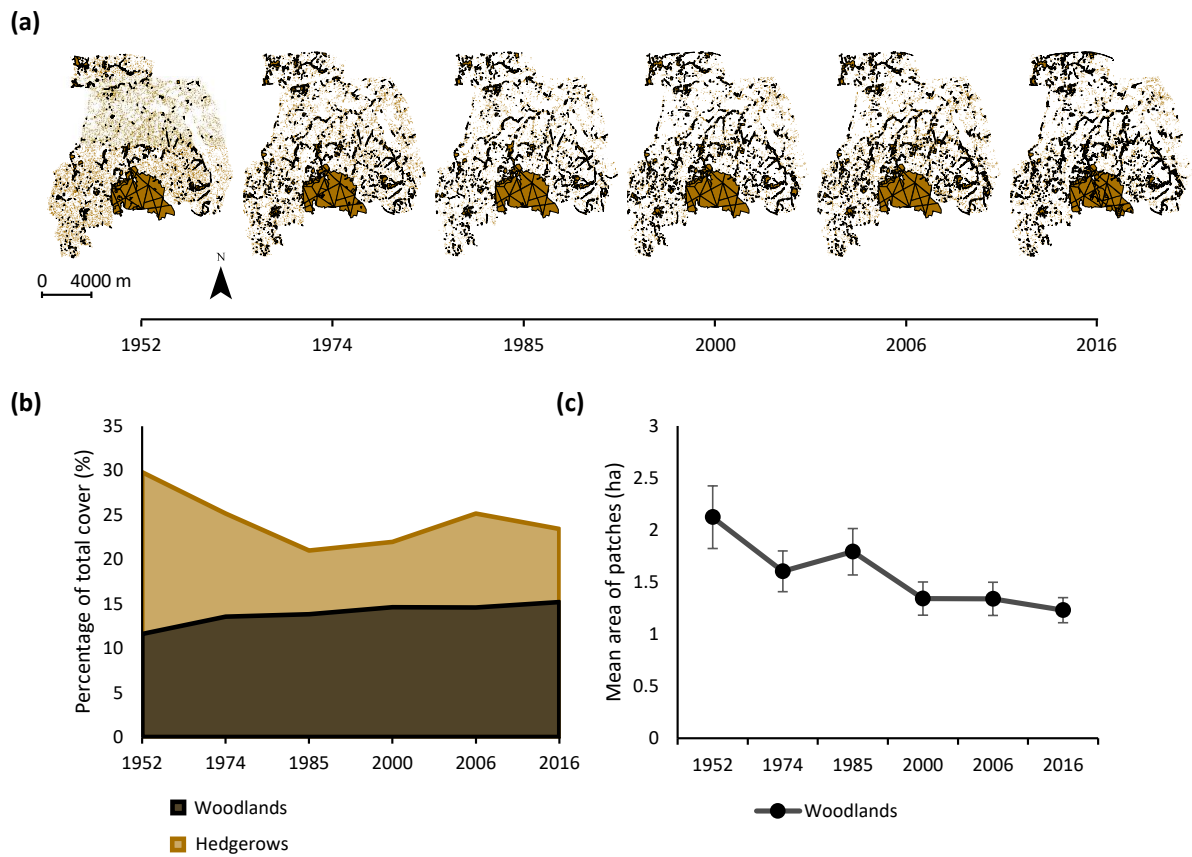 (a)
N
0 4000 m
1952 1974 1985 2000 2006 2016
(b)
Percentage of total cover (%)
35
30
25
20
15
10
5
0
1952 1974 1985 2000 2006 2016
Woodlands
Hedgerows
(c)
Mean area of patches (ha)
3
2.5
2
1.5
1
0.5
0
1952 1974 1985 2000 2006 2016
Woodlands